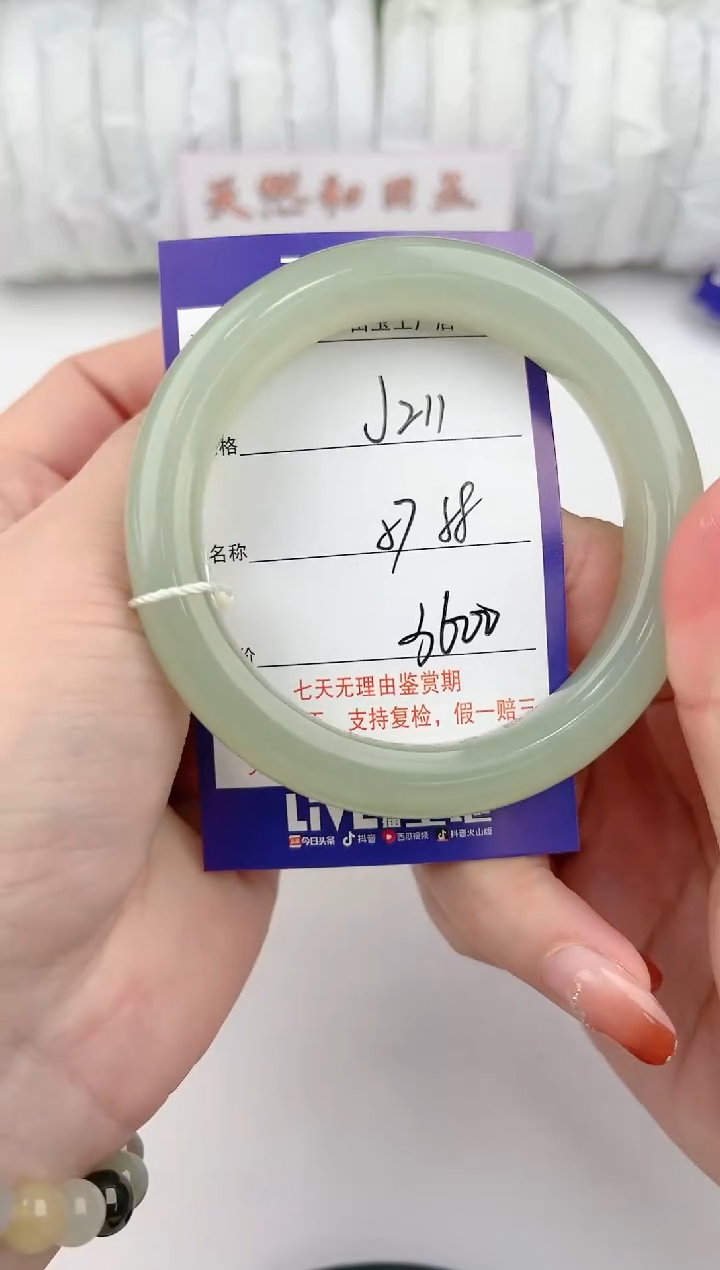 天然和田玉
格 J211
名称 8788
价 6600
七天无理由鉴赏期
支持复检，假一赔三
LiVE
今日头条 抖音 西瓜视频 抖音火山版